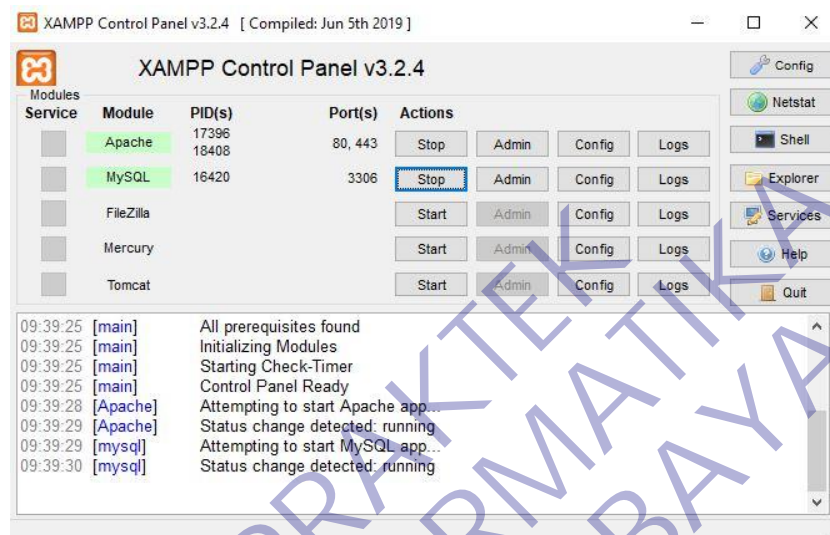 XAMPP Control Panel v3.2.4 [ Compiled: Jun 5th 2019 ]
XAMPP Control Panel v3.2.4
Config
Modules
Service Module PID(s) Port(s) Actions
Netstat
Apache 17396 18408 80, 443 Stop Admin Config Logs
Shell
MySQL 16420 3306 Stop Admin Config Logs
Explorer
FileZilla Start Admin Config Logs
Services
Mercury Start Admin Config Logs
Help
Tomcat Start Admin Config Logs
Quit
09:39:25 [main] All prerequisites found
09:39:25 [main] Initializing Modules
09:39:25 [main] Starting Check-Timer
09:39:25 [main] Control Panel Ready
09:39:28 [Apache] Attempting to start Apache app...
09:39:29 [Apache] Status change detected: running
09:39:29 [mysql] Attempting to start MySQL app...
09:39:30 [mysql] Status change detected: running
PRAKTEK